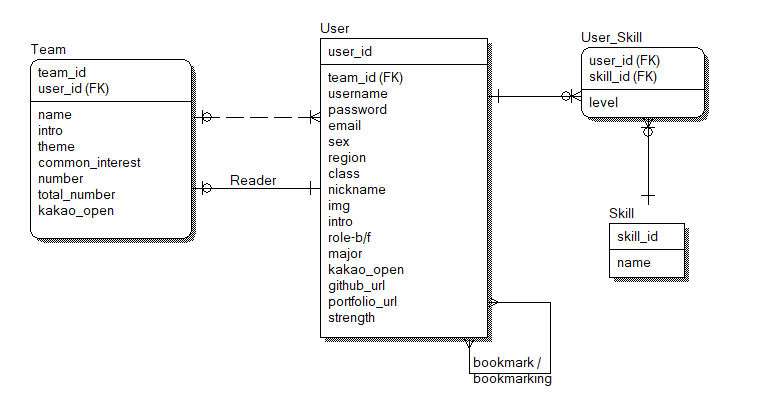 Team
team_id
user_id (FK)
name
intro
theme
common_interest
number
total_number
kakao_open
Reader
User
user_id
team_id (FK)
username
password
email
sex
region
class
nickname
img
intro
role-b/f
major
kakao_open
github_url
portfolio_url
strength
bookmark /
bookmarking
User_Skill
user_id (FK)
skill_id (FK)
level
Skill
skill_id
name